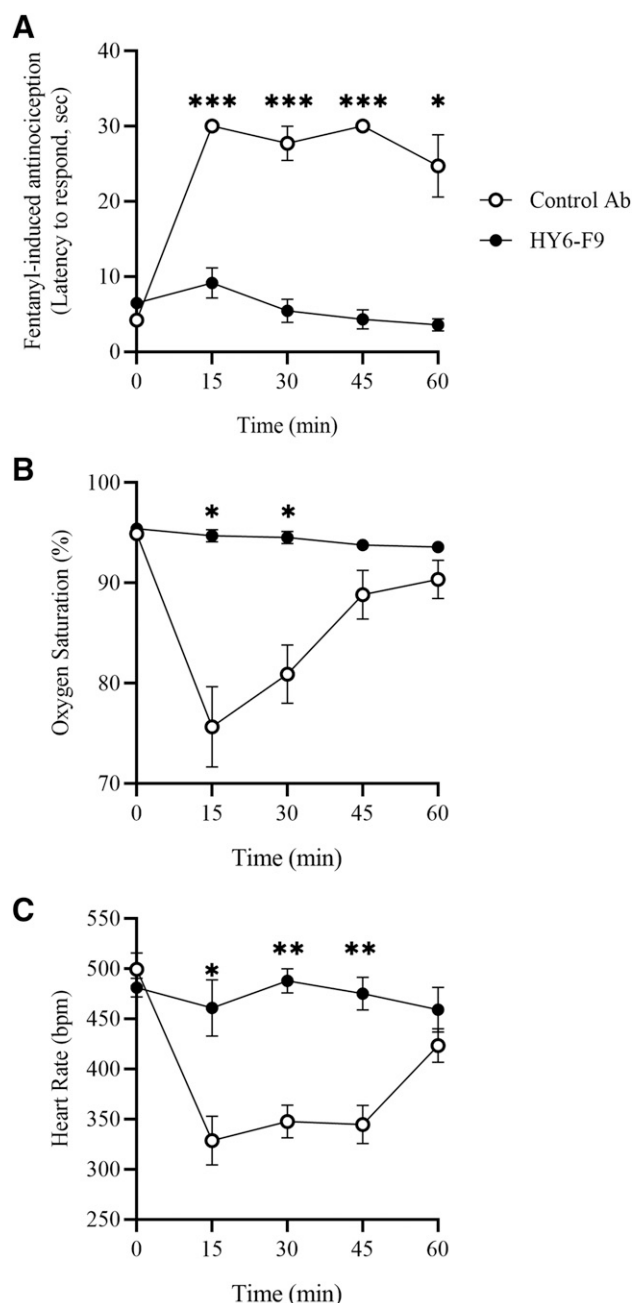 A
Fentanyl-induced antinociception
(Latency to respond, sec)
40
30
20
10
0
*** *** *** *
Control Ab
HY6-F9
0 15 30 45 60
Time (min)
B
Oxygen Saturation (%)
100
90
80
70
* *
0 15 30 45 60
Time (min)
C
Heart Rate (bpm)
550
500
450
400
350
300
250
* ** **
0 15 30 45 60
Time (min)